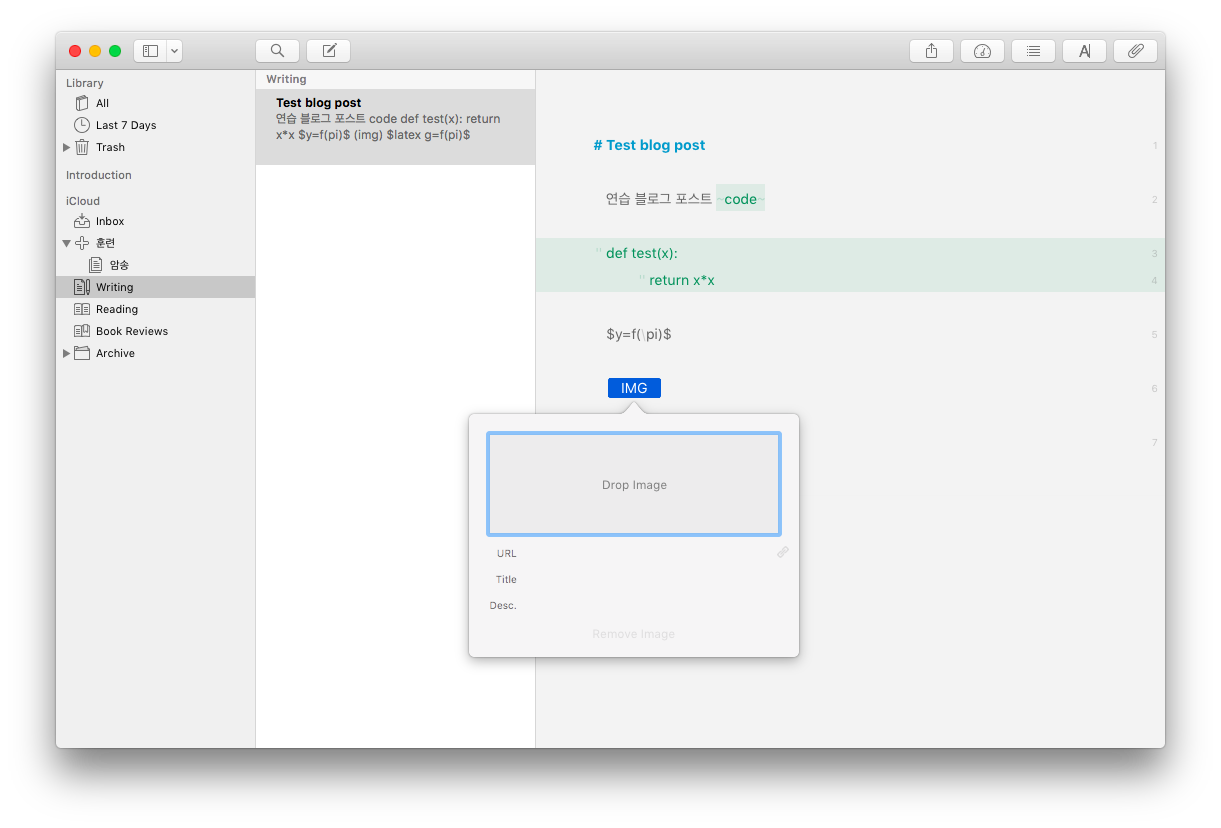 Library
All
Last 7 Days
Trash
Introduction
iCloud
Inbox
훈련
암송
Writing
Reading
Book Reviews
Archive
Writing
Test blog post
연습 블로그 포스트 code def test(x): return
x*x $y=f(pi)$ (img) $latex g=f(pi)$
# Test blog post 1
연습 블로그 포스트 code 2
" def test(x): 3
" return x*x 4
$y=f(\pi)$ 5
IMG 6
7
Drop Image
URL
Title
Desc.
Remove Image